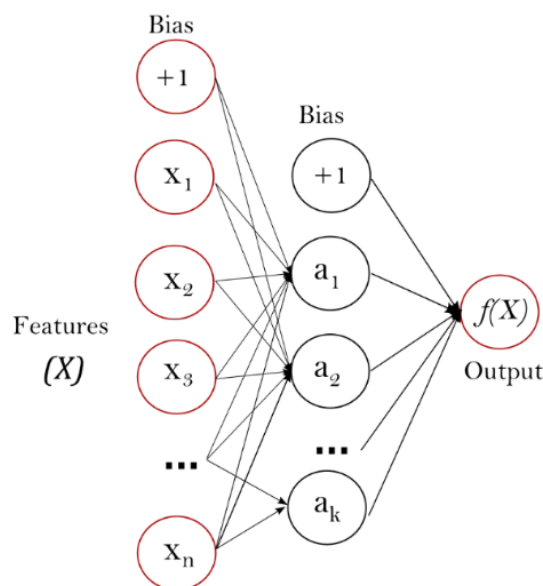 Bias
+1
x₁
x₂
x₃
...
xₙ
Features
(X)
Bias
+1
a₁
a₂
...
aₖ
f(X)
Output